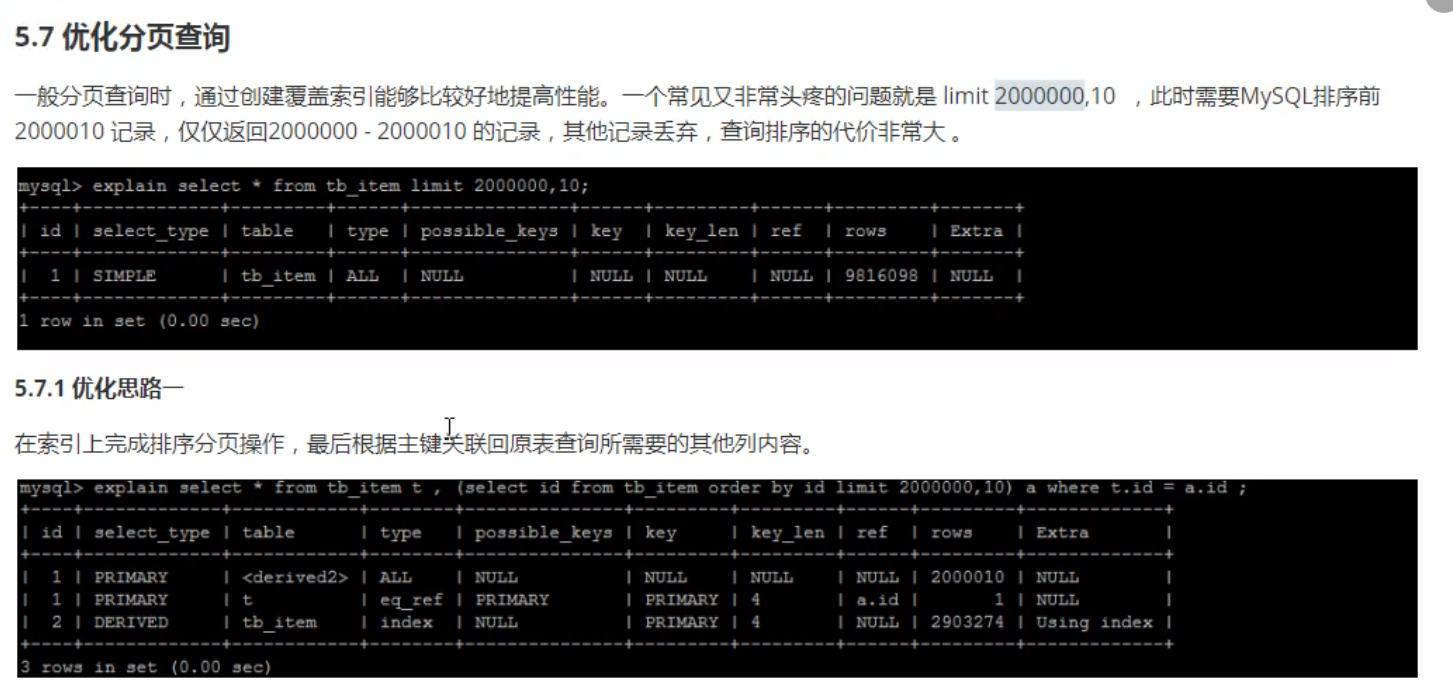 5.7 优化分页查询
一般分页查询时，通过创建覆盖索引能够比较好地提高性能。一个常见又非常头疼的问题就是 limit 2000000,10 ，此时需要MySQL排序前
2000010 记录，仅仅返回2000000 - 2000010 的记录，其他记录丢弃，查询排序的代价非常大 。
mysql> explain select * from tb_item limit 2000000,10;
+----+-------------+---------+------+---------------+------+---------+------+---------+-------+
| id | select_type | table   | type | possible_keys | key  | key_len | ref  | rows    | Extra |
+----+-------------+---------+------+---------------+------+---------+------+---------+-------+
|  1 | SIMPLE      | tb_item | ALL  | NULL          | NULL | NULL    | NULL | 9816098 | NULL  |
+----+-------------+---------+------+---------------+------+---------+------+---------+-------+
1 row in set (0.00 sec)
5.7.1 优化思路一
在索引上完成排序分页操作，最后根据主键关联回原表查询所需要的其他列内容。
mysql> explain select * from tb_item t , (select id from tb_item order by id limit 2000000,10) a where t.id = a.id ;
+----+-------------+------------+--------+---------------+---------+---------+------+---------+-------------+
| id | select_type | table      | type   | possible_keys | key     | key_len | ref  | rows    | Extra       |
+----+-------------+------------+--------+---------------+---------+---------+------+---------+-------------+
|  1 | PRIMARY     | <derived2> | ALL    | NULL          | NULL    | NULL    | NULL | 2000010 | NULL        |
|  1 | PRIMARY     | t          | eq_ref | PRIMARY       | PRIMARY | 4       | a.id |       1 | NULL        |
|  2 | DERIVED     | tb_item    | index  | NULL          | PRIMARY | 4       | NULL | 2903274 | Using index |
+----+-------------+------------+--------+---------------+---------+---------+------+---------+-------------+
3 rows in set (0.00 sec)